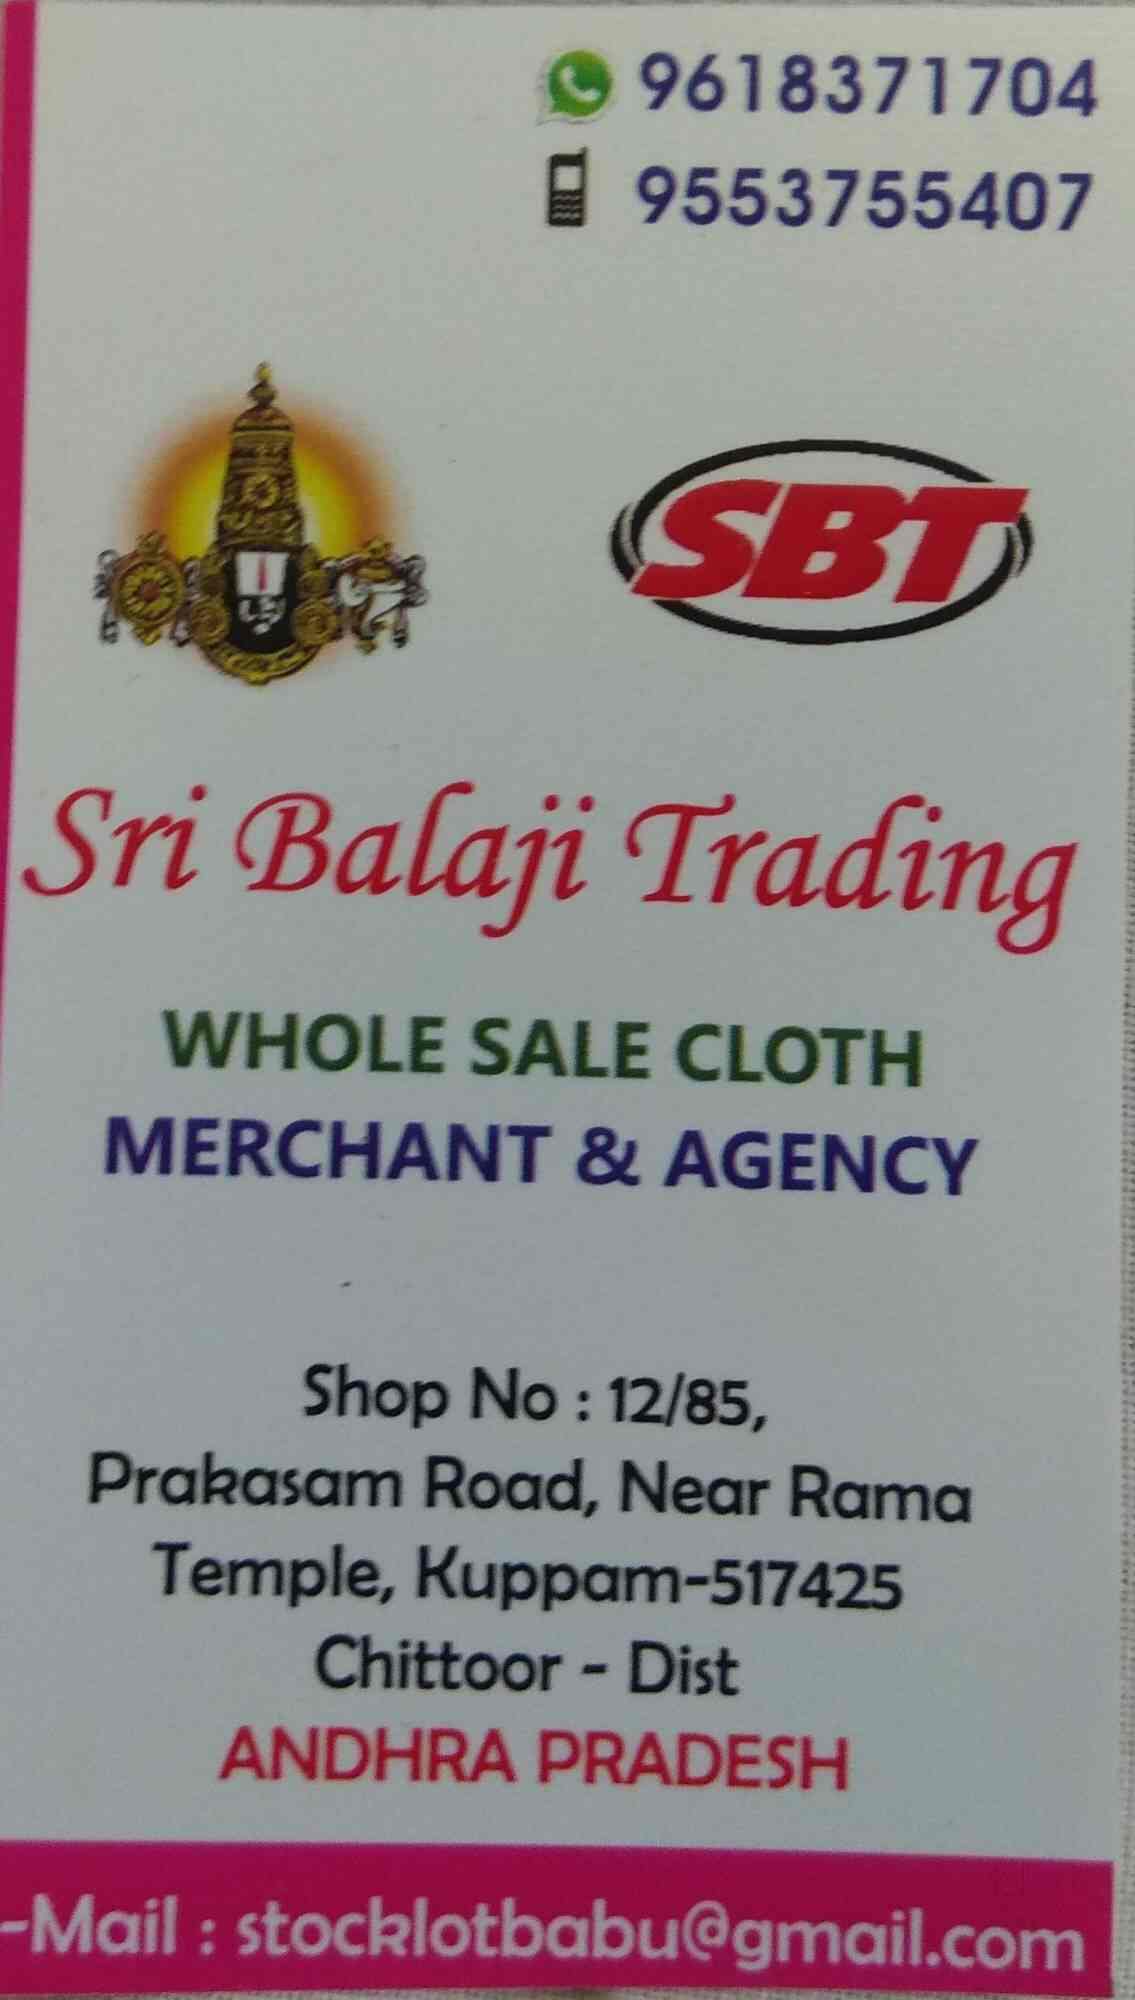 9618371704
9553755407
SBT
Sri Balaji Trading
WHOLE SALE CLOTH
MERCHANT & AGENCY
Shop No : 12/85,
Prakasam Road, Near Rama
Temple, Kuppam-517425
Chittoor - Dist
ANDHRA PRADESH
-Mail : stocklotbabu@gmail.com